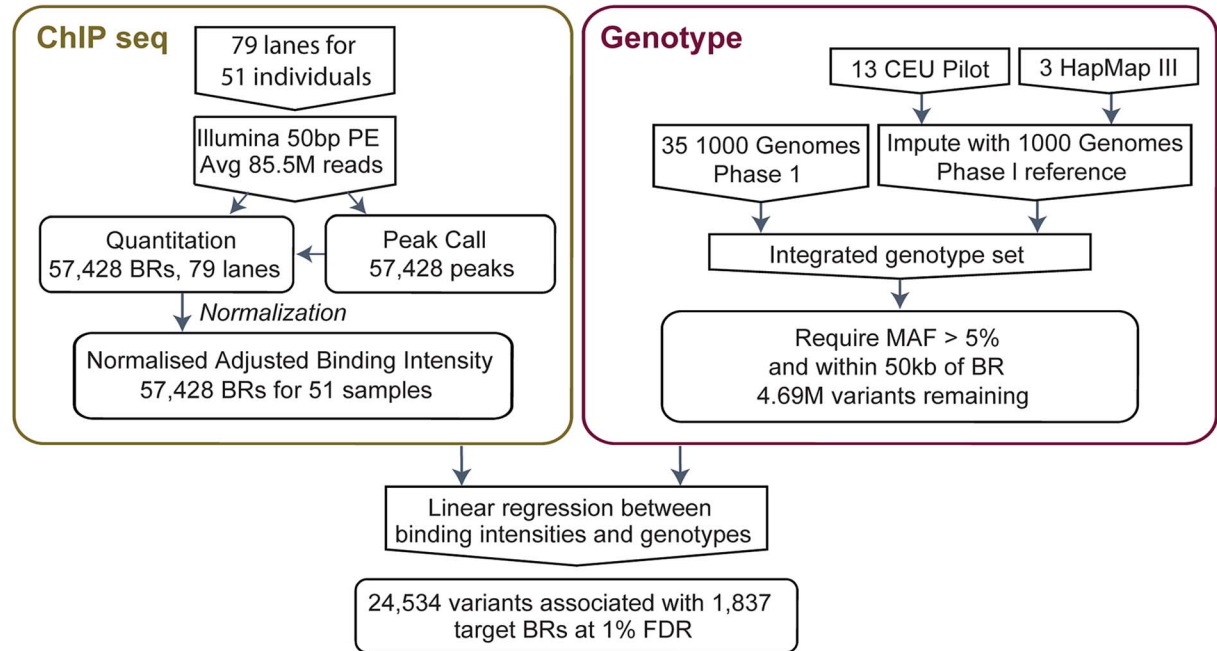 ChIP seq
79 lanes for
51 individuals
Illumina 50bp PE
Avg 85.5M reads
Quantitation
57,428 BRs, 79 lanes
Peak Call
57,428 peaks
Normalization
Normalised Adjusted Binding Intensity
57,428 BRs for 51 samples
Genotype
13 CEU Pilot
3 HapMap III
35 1000 Genomes
Phase 1
Impute with 1000 Genomes
Phase I reference
Integrated genotype set
Require MAF > 5%
and within 50kb of BR
4.69M variants remaining
Linear regression between
binding intensities and genotypes
24,534 variants associated with 1,837
target BRs at 1% FDR